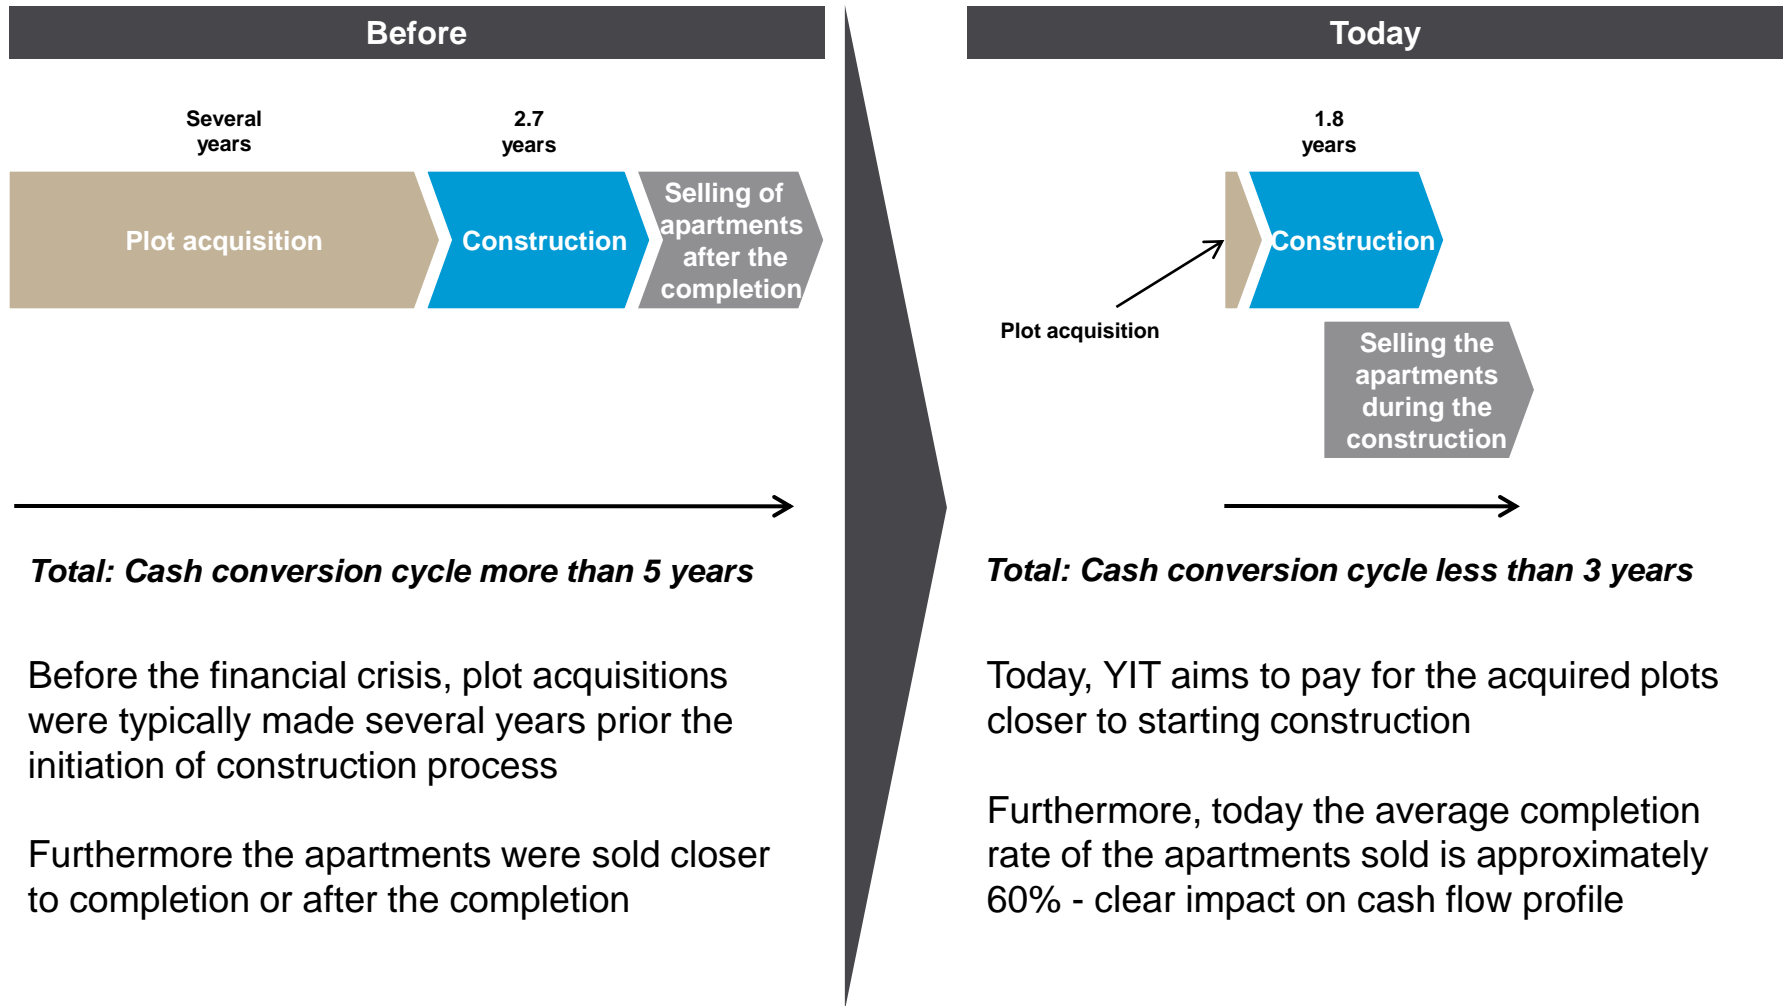 Before
Several
years
2.7
years
Plot acquisition
Construction
Selling of
apartments
after the
completion
Total: Cash conversion cycle more than 5 years
Before the financial crisis, plot acquisitions
were typically made several years prior the
initiation of construction process
Furthermore the apartments were sold closer
to completion or after the completion
Today
1.8
years
Construction
Plot acquisition
Selling the
apartments
during the
construction
Total: Cash conversion cycle less than 3 years
Today, YIT aims to pay for the acquired plots
closer to starting construction
Furthermore, today the average completion
rate of the apartments sold is approximately
60% - clear impact on cash flow profile